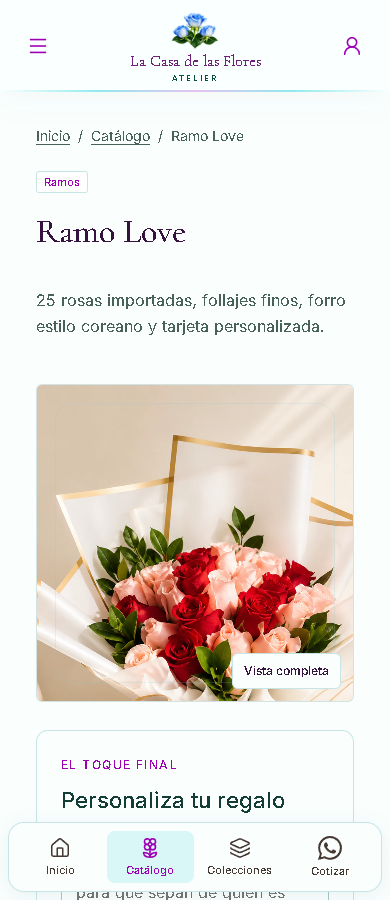 La Casa de las Flores
ATELIER
Inicio / Catálogo / Ramo Love
Ramos
Ramo Love
25 rosas importadas, follajes finos, forro
estilo coreano y tarjeta personalizada.
Vista completa
EL TOQUE FINAL
Personaliza tu regalo
Inicio
Catálogo
Colecciones
Cotizar
para que sepan de quién es